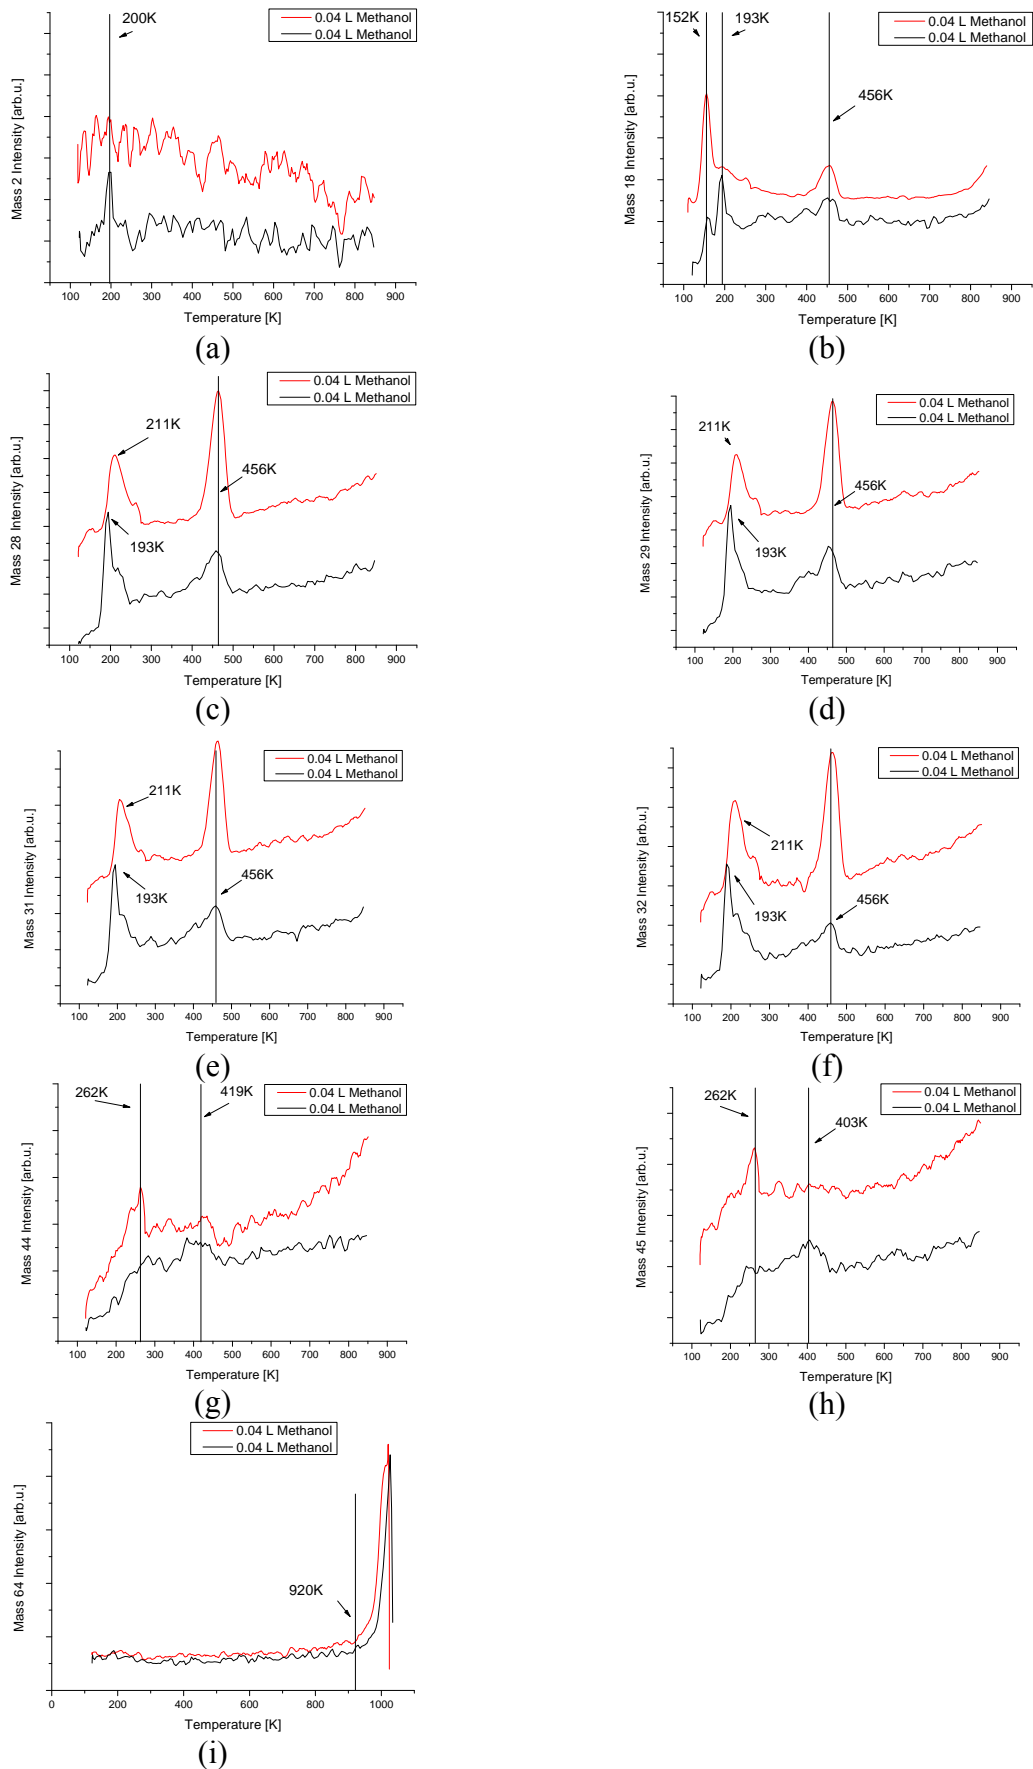 200K
0.04 L Methanol
0.04 L Methanol
Mass 2 Intensity [arb.u.]
100 200 300 400 500 600 700 800 900
Temperature [K]
(a)
152K 193K
0.04 L Methanol
0.04 L Methanol
456K
Mass 18 Intensity [arb.u.]
100 200 300 400 500 600 700 800 900
Temperature [K]
(b)
0.04 L Methanol
0.04 L Methanol
211K
456K
193K
Mass 28 Intensity [arb.u.]
100 200 300 400 500 600 700 800 900
Temperature [K]
(c)
0.04 L Methanol
0.04 L Methanol
211K
456K
193K
Mass 29 Intensity [arb.u.]
100 200 300 400 500 600 700 800 900
Temperature [K]
(d)
0.04 L Methanol
0.04 L Methanol
211K
193K
456K
Mass 31 Intensity [arb.u.]
100 200 300 400 500 600 700 800 900
Temperature [K]
(e)
0.04 L Methanol
0.04 L Methanol
211K
193K
456K
Mass 32 Intensity [arb.u.]
100 200 300 400 500 600 700 800 900
Temperature [K]
(f)
262K
419K
0.04 L Methanol
0.04 L Methanol
Mass 44 Intensity [arb.u.]
100 200 300 400 500 600 700 800 900
Temperature [K]
(g)
262K
0.04 L Methanol
0.04 L Methanol
403K
Mass 45 Intensity [arb.u.]
100 200 300 400 500 600 700 800 900
Temperature [K]
(h)
0.04 L Methanol
0.04 L Methanol
920K
Mass 64 Intensity [arb.u.]
0 200 400 600 800 1000
Temperature [K]
(i)